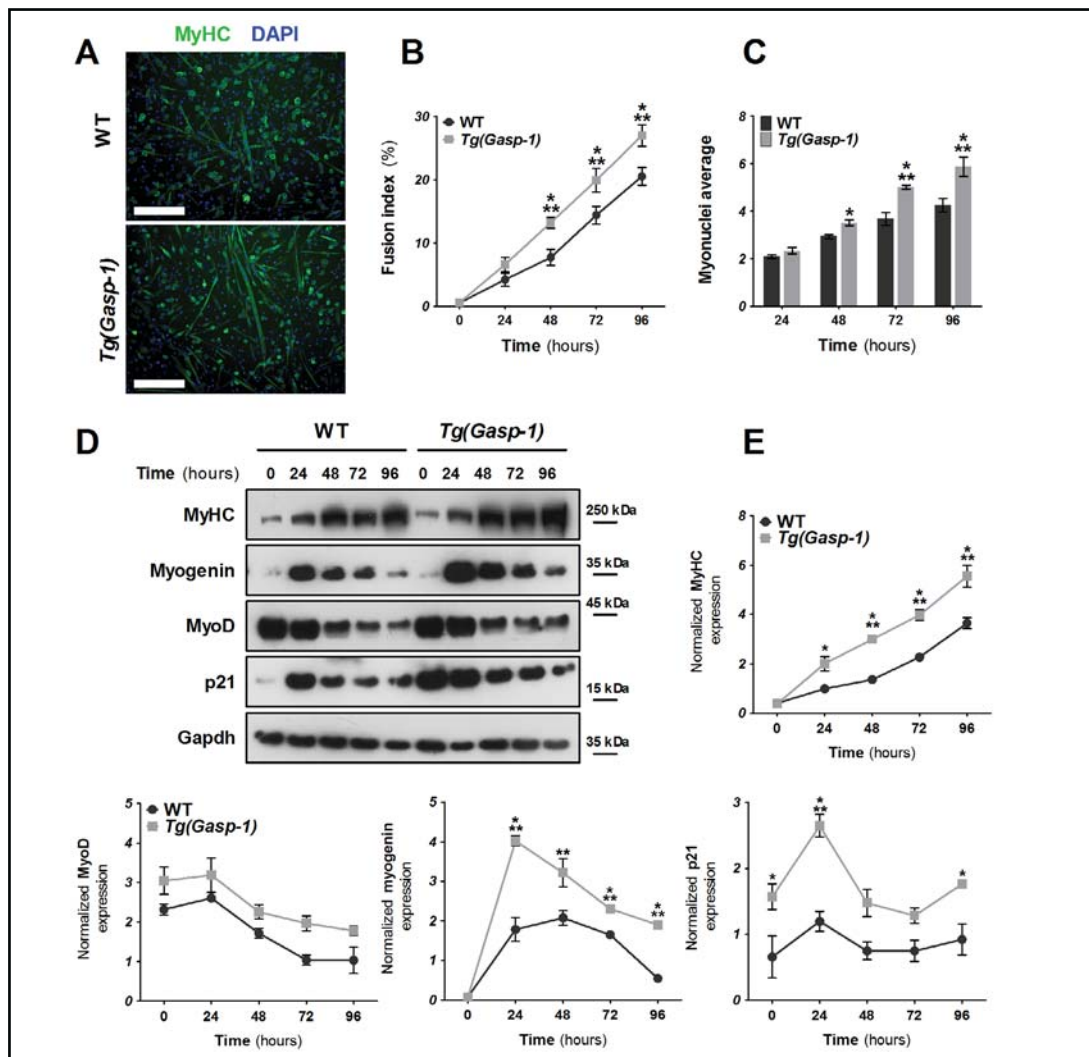 A
MyHC DAPI
WT
Tg(Gasp-1)
B
WT
Tg(Gasp-1)
Fusion index (%)
30
20
10
0
* ** * ** * **
0 24 48 72 96
Time (hours)
C
WT
Tg(Gasp-1)
Myonuclei average
8
6
4
2
0
* * ** * **
24 48 72 96
Time (hours)
D
WT Tg(Gasp-1)
Time (hours) 0 24 48 72 96 0 24 48 72 96
MyHC 250 kDa
Myogenin 35 kDa
45 kDa
MyoD
p21 15 kDa
Gapdh 35 kDa
E
WT
Tg(Gasp-1)
Normalized MyHC
expression
8
6
4
2
0
* * ** * ** * **
0 24 48 72 96
Time (hours)
WT
Tg(Gasp-1)
Normalized MyoD
expression
5
4
3
2
1
0
0 24 48 72 96
Time (hours)
Normalized myogenin
expression
5
4
3
2
1
0
* ** ** * ** * **
0 24 48 72 96
Time (hours)
Normalized p21
expression
3
2
1
0
* * ** *
0 24 48 72 96
Time (hours)